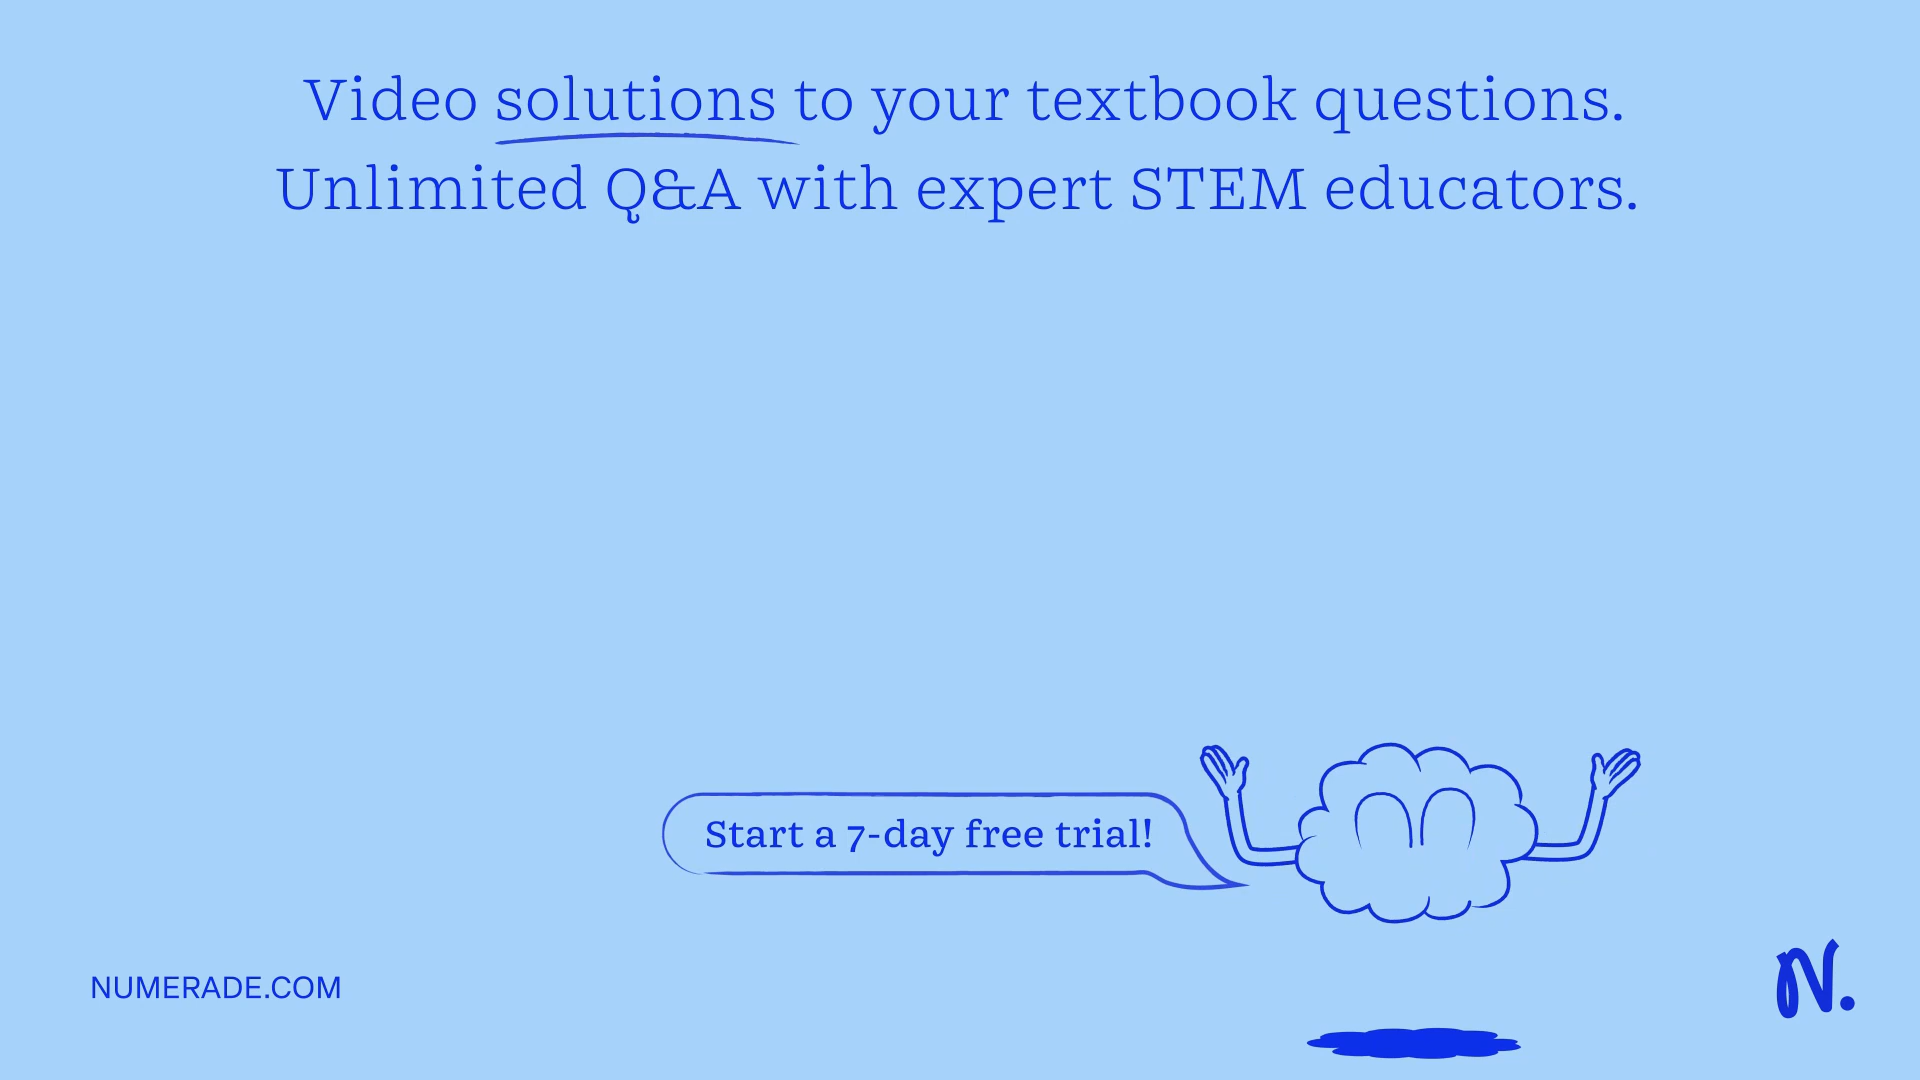 Video solutions to your textbook questions.
Unlimited Q&A with expert STEM educators.
Start a 7-day free trial!
NUMERADE.COM
N.